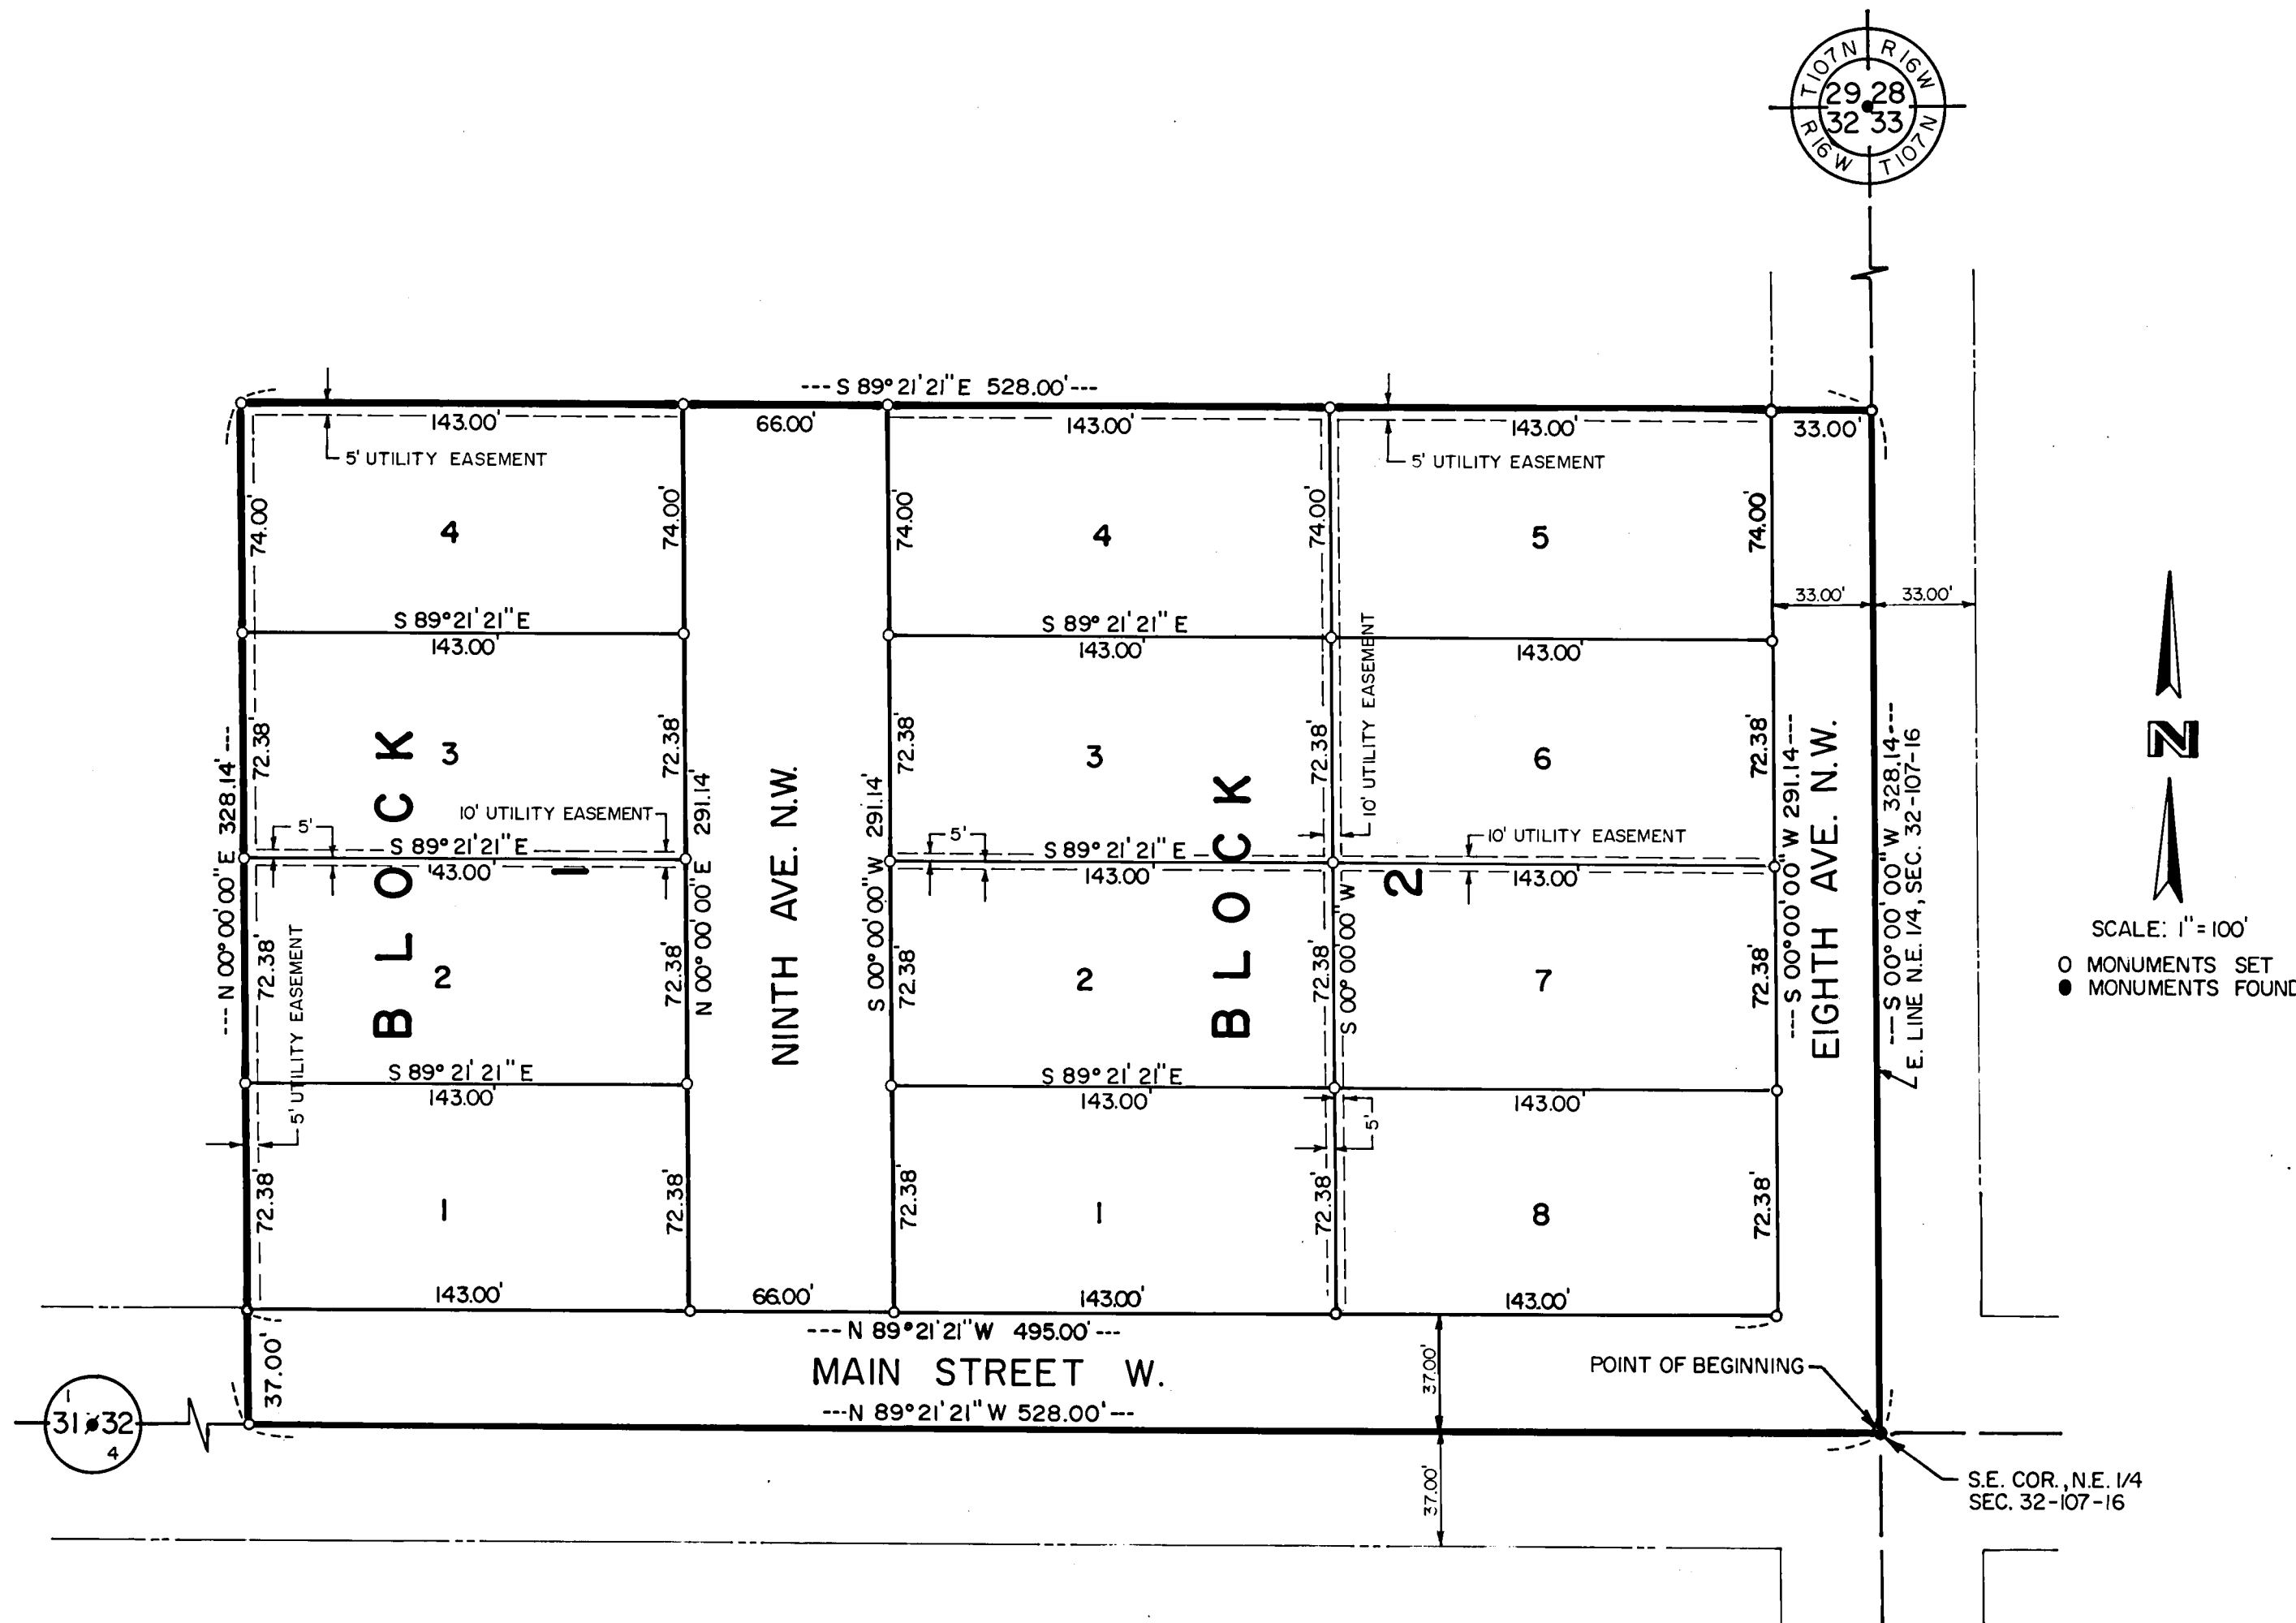 T107N R16W
29 28
32 33
R16W T107N
--- S 89°21'21"E 528.00'---
143.00'
66.00'
143.00'
143.00'
33.00'
5' UTILITY EASEMENT
5' UTILITY EASEMENT
74.00'
4
74.00'
74.00'
4
74.00'
5
74.00'
33.00'
33.00'
S 89°21'21"E
143.00'
S 89°21'21"E
143.00'
143.00'
--- N 00°00'00"E 328.14' ---
72.38'
BLOCK
1
3
72.38'
N 00°00'00"E 291.14'
NINTH AVE. N.W.
S 00°00'00"W 291.14'
72.38'
3
BLOCK
2
72.38'
10' UTILITY EASEMENT
6
72.38'
--- S 00°00'00"W 291.14---
EIGHTH AVE. N.W.
---S 00°00'00"W 328.14---
E. LINE N.E. 1/4, SEC. 32-107-16
5'
10' UTILITY EASEMENT
S 89°21'21"E
143.00'
5'
S 89°21'21"E
143.00'
10' UTILITY EASEMENT
143.00'
72.38'
5' UTILITY EASEMENT
2
72.38'
72.38'
2
72.38'
S 00°00'00"W
7
72.38'
N
SCALE: 1"=100'
O MONUMENTS SET
● MONUMENTS FOUND
S 89°21'21"E
143.00'
S 89°21'21"E
143.00'
143.00'
5'
72.38'
1
72.38'
72.38'
1
72.38'
8
72.38'
143.00'
66.00'
143.00'
143.00'
--- N 89°21'21"W 495.00'---
37.00'
MAIN STREET W.
37.00'
POINT OF BEGINNING
---N 89°21'21"W 528.00'---
1
31 32
4
37.00'
S.E. COR., N.E. 1/4
SEC. 32-107-16